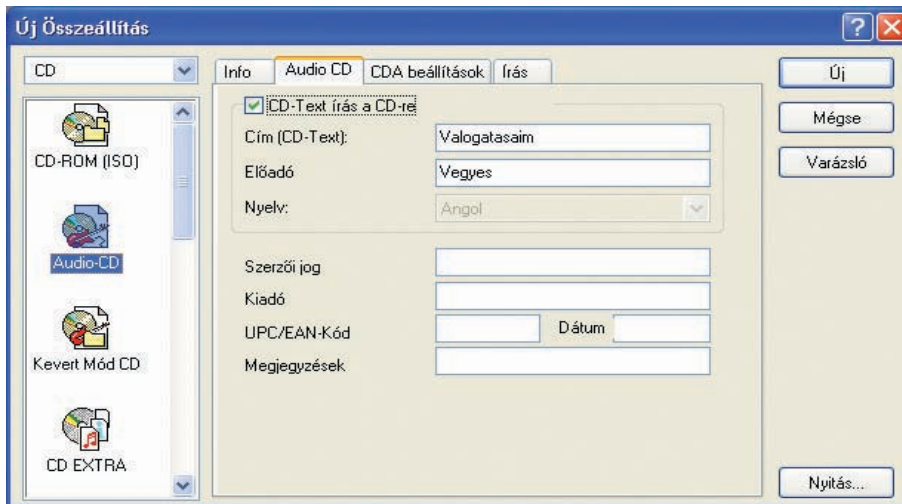 Új Összeállítás
CD
CD-ROM (ISO)
Audio-CD
Kevert Mód CD
CD EXTRA
Info Audio CD CDA beállítások Írás
CD-Text írás a CD-re
Cím (CD-Text): Valogatasaim
Előadó Vegyes
Nyelv: Angol
Szerzői jog
Kiadó
UPC/EAN-Kód Dátum
Megjegyzések
Új
Mégse
Varázsló
Nyitás...